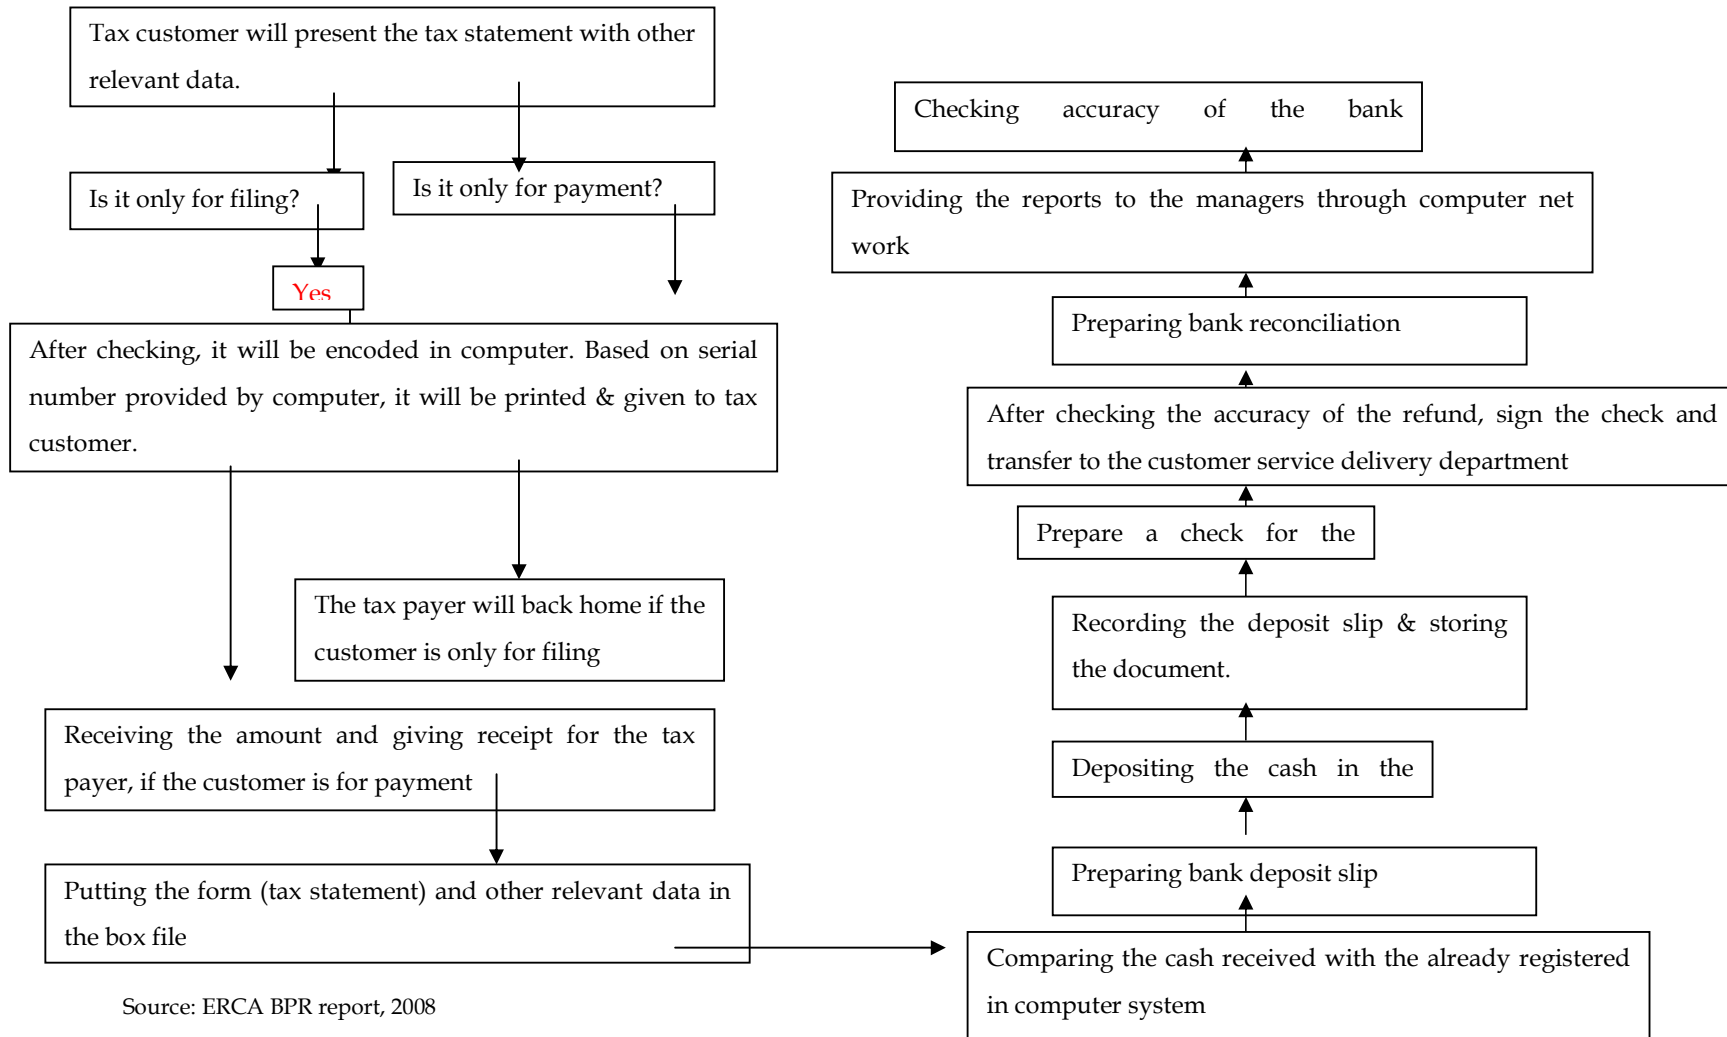 Tax customer will present the tax statement with other
relevant data.
Is it only for filing?
Is it only for payment?
Yes
After checking, it will be encoded in computer. Based on serial
number provided by computer, it will be printed & given to tax
customer.
The tax payer will back home if the
customer is only for filing
Receiving the amount and giving receipt for the tax
payer, if the customer is for payment
Putting the form (tax statement) and other relevant data in
the box file
Source: ERCA BPR report, 2008
Checking accuracy of the bank
Providing the reports to the managers through computer net
work
Preparing bank reconciliation
After checking the accuracy of the refund, sign the check and
transfer to the customer service delivery department
Prepare a check for the
Recording the deposit slip & storing
the document.
Depositing the cash in the
Preparing bank deposit slip
Comparing the cash received with the already registered
in computer system